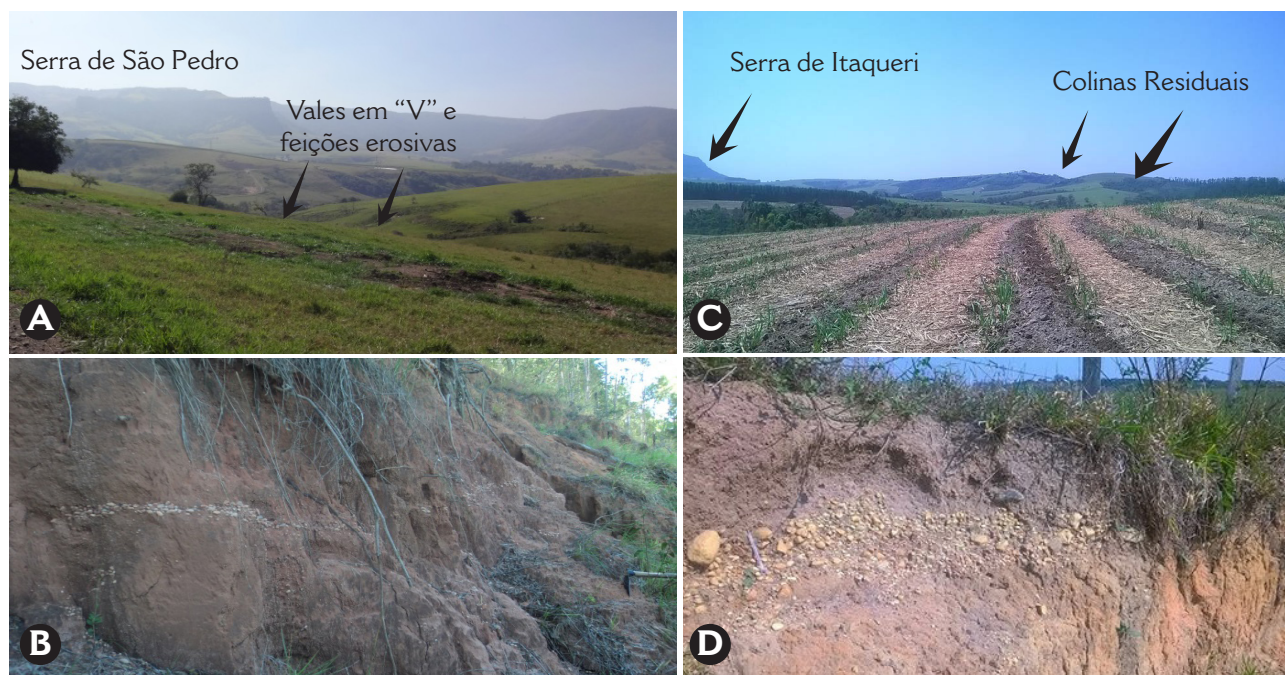 Serra de São Pedro
Vales em “V” e
feições erosivas
A
Serra de Itaqueri
Colinas Residuais
C
B
D